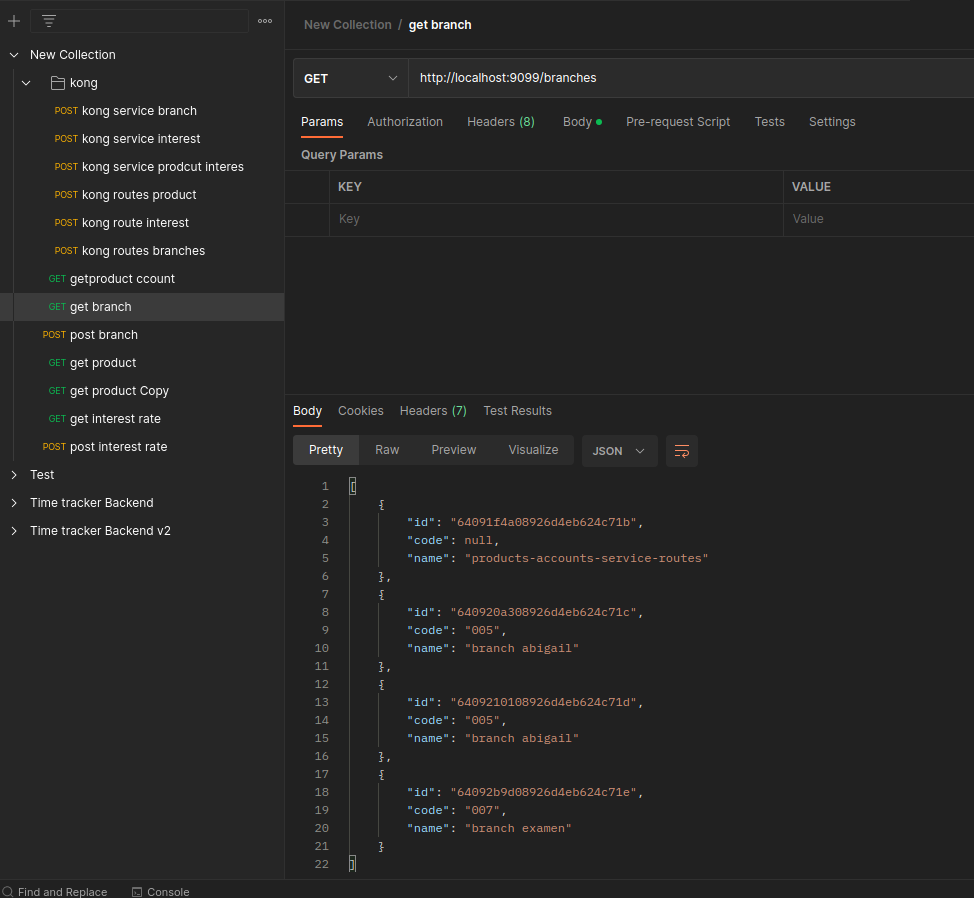 New Collection
kong
POST kong service branch
POST kong service interest
POST kong service prodcut interes
POST kong routes product
POST kong route interest
POST kong routes branches
GET getproduct ccount
GET get branch
POST post branch
GET get product
GET get product Copy
GET get interest rate
POST post interest rate
Test
Time tracker Backend
Time tracker Backend v2
New Collection / get branch
GET http://localhost:9099/branches
Params Authorization Headers (8) Body Pre-request Script Tests Settings
Query Params
KEY VALUE
Key Value
Body Cookies Headers (7) Test Results
Pretty Raw Preview Visualize JSON
1 [
2 {
3 "id": "64091f4a08926d4eb624c71b",
4 "code": null,
5 "name": "products-accounts-service-routes"
6 },
7 {
8 "id": "640920a308926d4eb624c71c",
9 "code": "005",
10 "name": "branch abigail"
11 },
12 {
13 "id": "6409210108926d4eb624c71d",
14 "code": "005",
15 "name": "branch abigail"
16 },
17 {
18 "id": "64092b9d08926d4eb624c71e",
19 "code": "007",
20 "name": "branch examen"
21 }
22 ]
Find and Replace Console